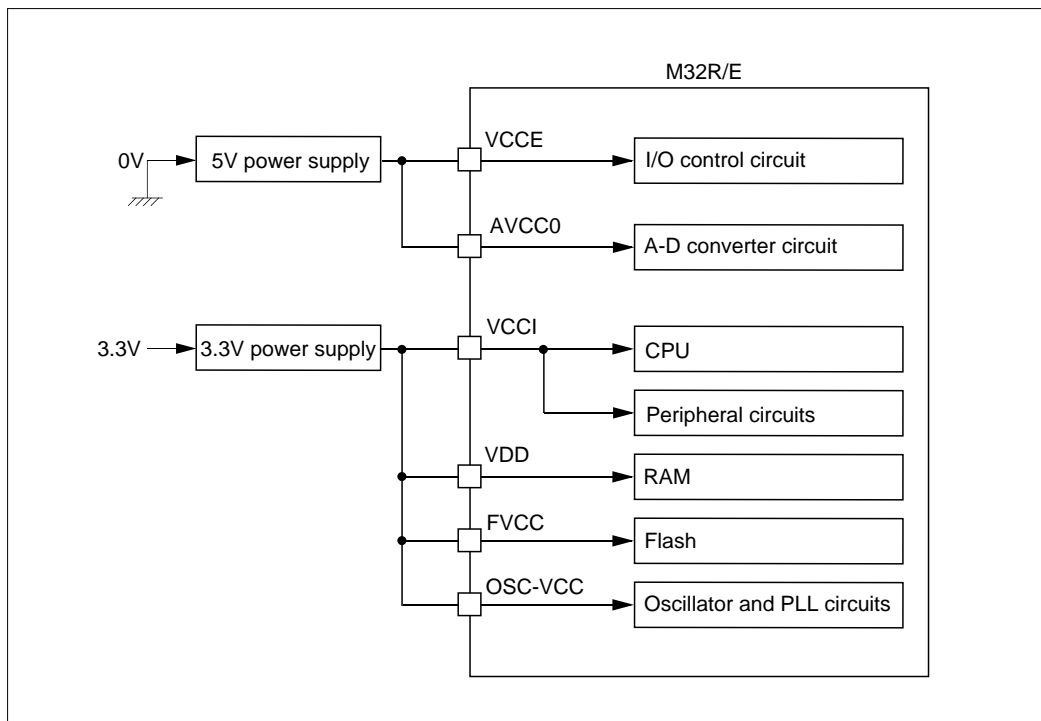 M32R/E
0V
5V power supply
VCCE
I/O control circuit
AVCC0
A-D converter circuit
3.3V
3.3V power supply
VCCI
CPU
Peripheral circuits
VDD
RAM
FVCC
Flash
OSC-VCC
Oscillator and PLL circuits